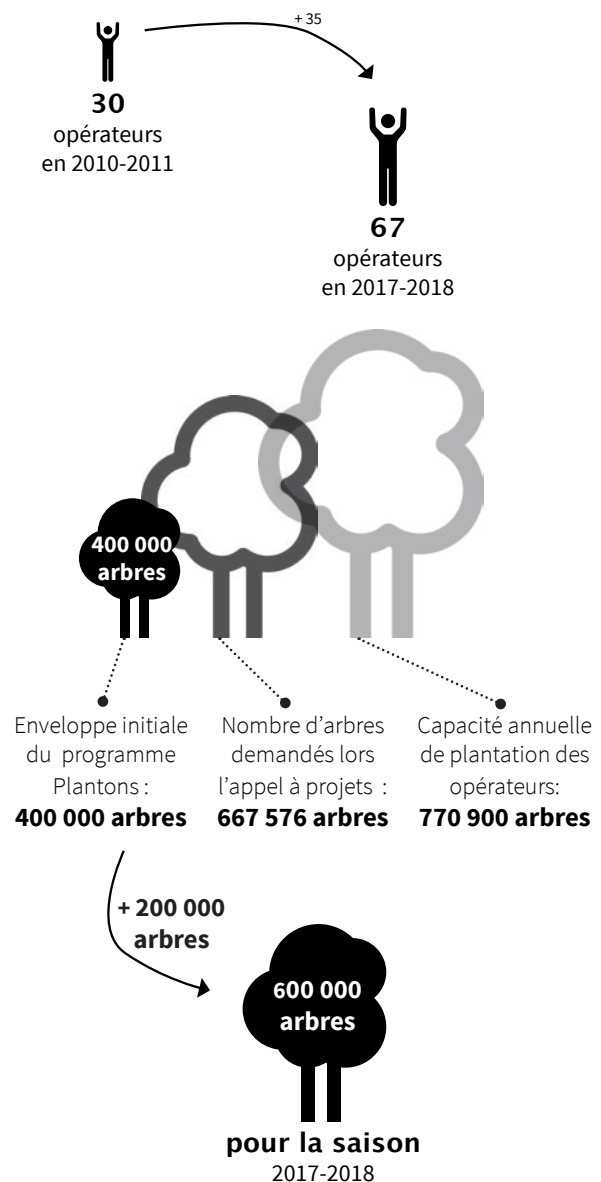 + 35
30
opérateurs
en 2010-2011
67
opérateurs
en 2017-2018
400 000
arbres
Enveloppe initiale
du programme
Plantons :
400 000 arbres
Nombre d’arbres
demandés lors
l’appel à projets :
667 576 arbres
Capacité annuelle
de plantation des
opérateurs:
770 900 arbres
+ 200 000
arbres
600 000
arbres
pour la saison
2017-2018